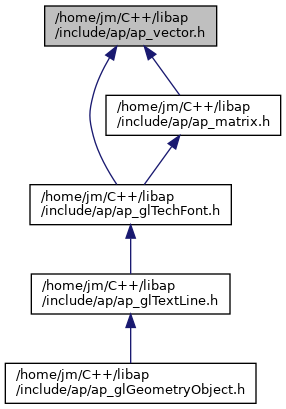 /home/jm/C++/libap
/include/ap/ap_vector.h
/home/jm/C++/libap
/include/ap/ap_matrix.h
/home/jm/C++/libap
/include/ap/ap_glTechFont.h
/home/jm/C++/libap
/include/ap/ap_glTextLine.h
/home/jm/C++/libap
/include/ap/ap_glGeometryObject.h